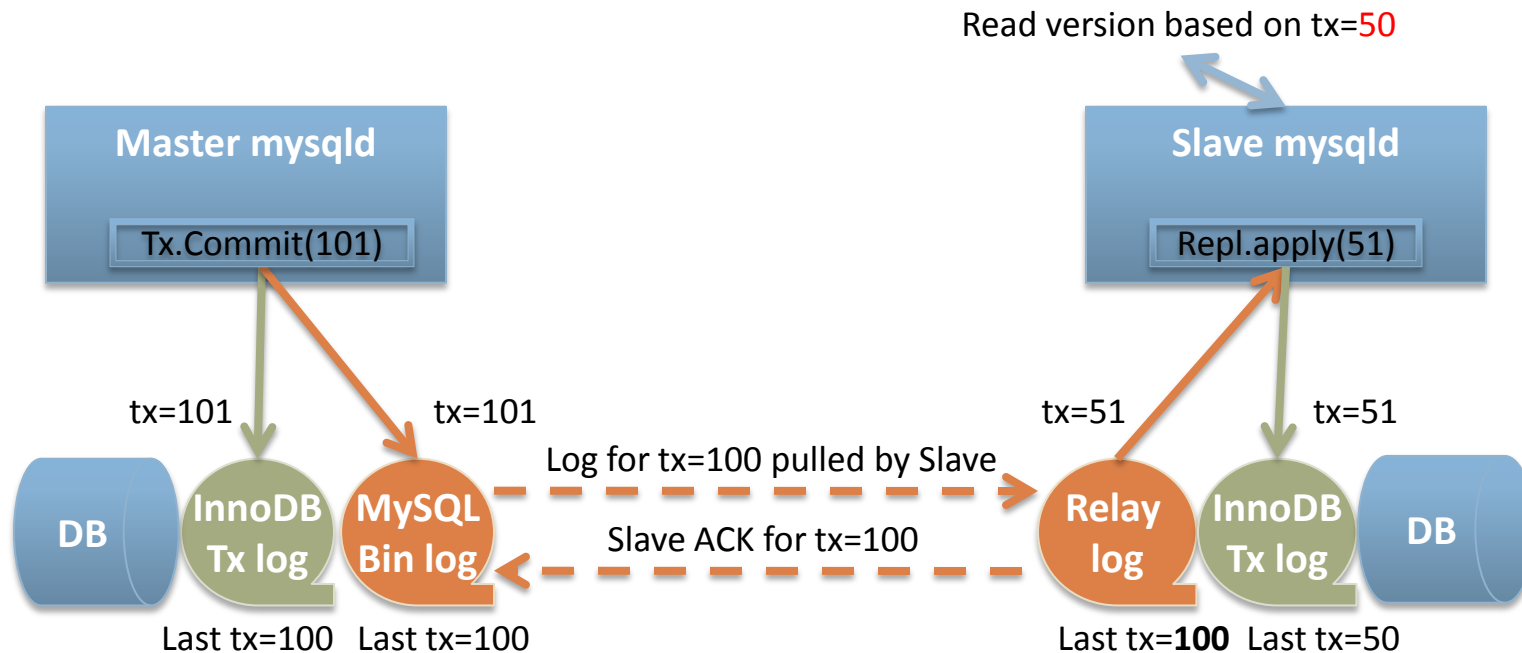 Read version based on tx=50
Master mysqld
Slave mysqld
Tx.Commit(101)
Repl.apply(51)
tx=101
tx=101
tx=51
tx=51
Log for tx=100 pulled by Slave
Slave ACK for tx=100
DB
InnoDB
Tx log
MySQL
Bin log
Relay
log
InnoDB
Tx log
DB
Last tx=100
Last tx=100
Last tx=100
Last tx=50